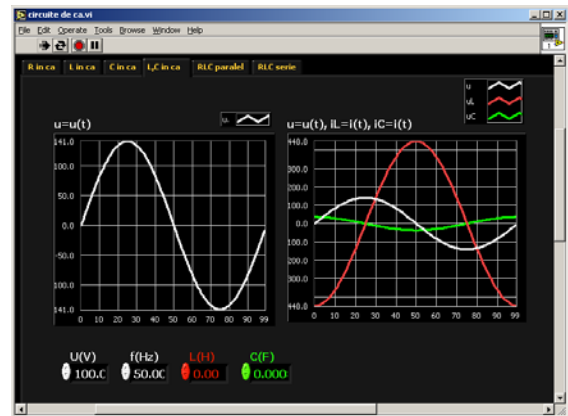 circuite de ca.vi
File Edit Operate Tools Browse Window Help
R in ca L in ca C in ca L,C in ca RLC paralel RLC serie
u
uL
uC
u=u(t)
u
u=u(t), iL=i(t), iC=i(t)
141.0
100.0
50.0
0.0
-50.0
100.0
141.0
0 10 20 30 40 50 60 70 80 90 99
440.0
200.0
200.0
100.0
0.0
100.0
200.0
300.0
440.0
0 10 20 30 40 50 60 70 80 90 99
U(V) f(Hz) L(H) C(F)
100.0 50.00 0.00 0.000